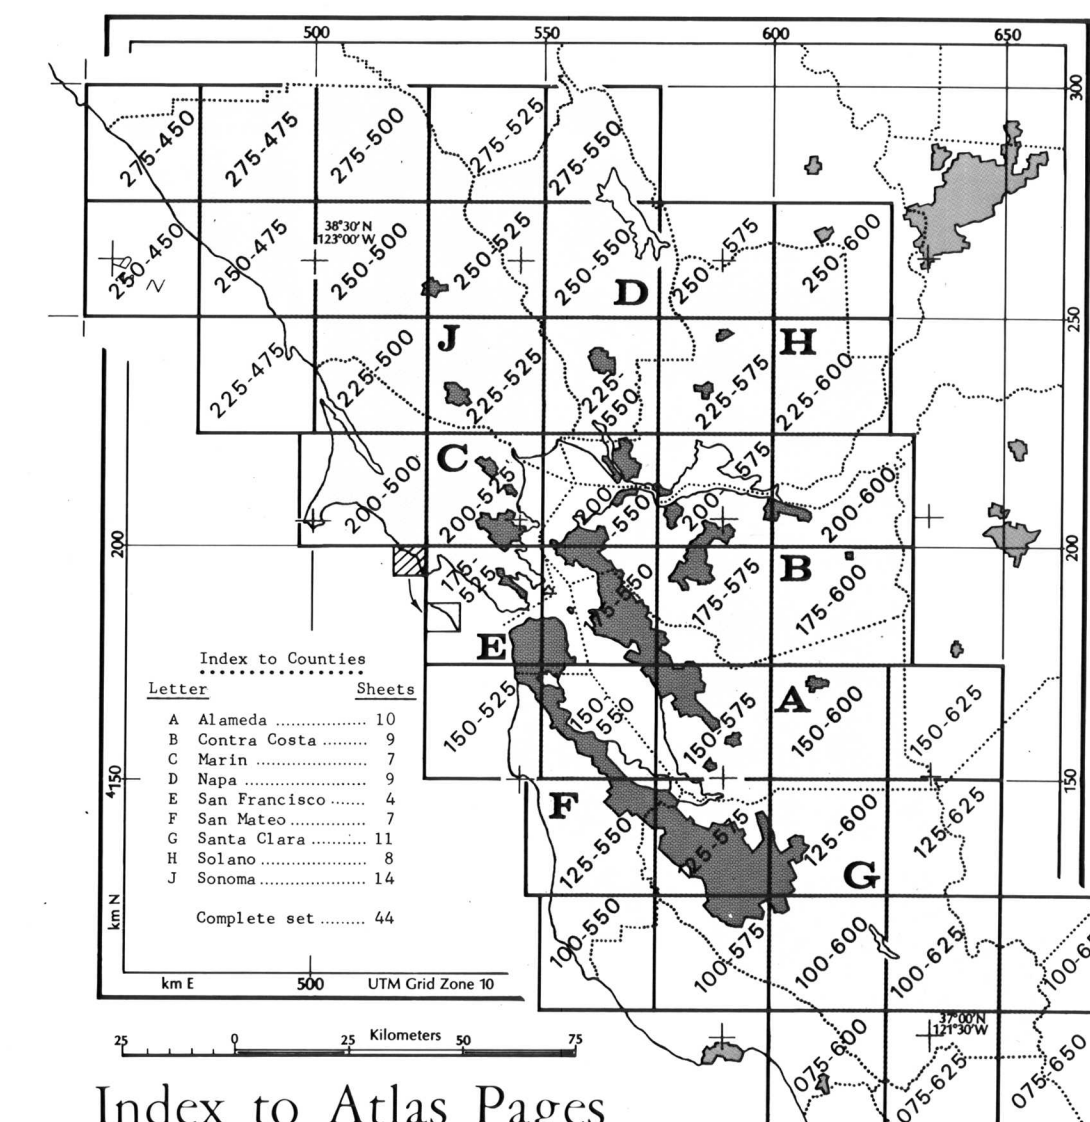 500 550 600 650
300
275-450 275-475 275-500 275-525 275-550
38°30′N
123°00′W
250-450 250-475 250-500 250-525 250-550 250-575 250-600
D
250
J H
225-475 225-500 225-525 225-
550 225-575 225-600
C
200-500 200-525 200
-550 200
-575 200-600
200 200
B
175-
525 175-550 175-575 175-600
E
A
150-525 150-
550 150-575 150-600 150-625
4150 150
F
125-550 125-575 125-600 125-625
G
100-550 100-575 100-600 100-625 100-6
37°00′N
121°30′W
075-600 075-625 075-650
Index to Counties
Letter Sheets
A Alameda ................ 10
B Contra Costa ........ 9
C Marin ................... 7
D Napa ..................... 9
E San Francisco ...... 4
F San Mateo ............. 7
G Santa Clara .......... 11
H Solano ................... 8
J Sonoma .................. 14
Complete set ........ 44
km N
km E 500 UTM Grid Zone 10
Kilometers
25 0 25 50 75
Index to Atlas Pages